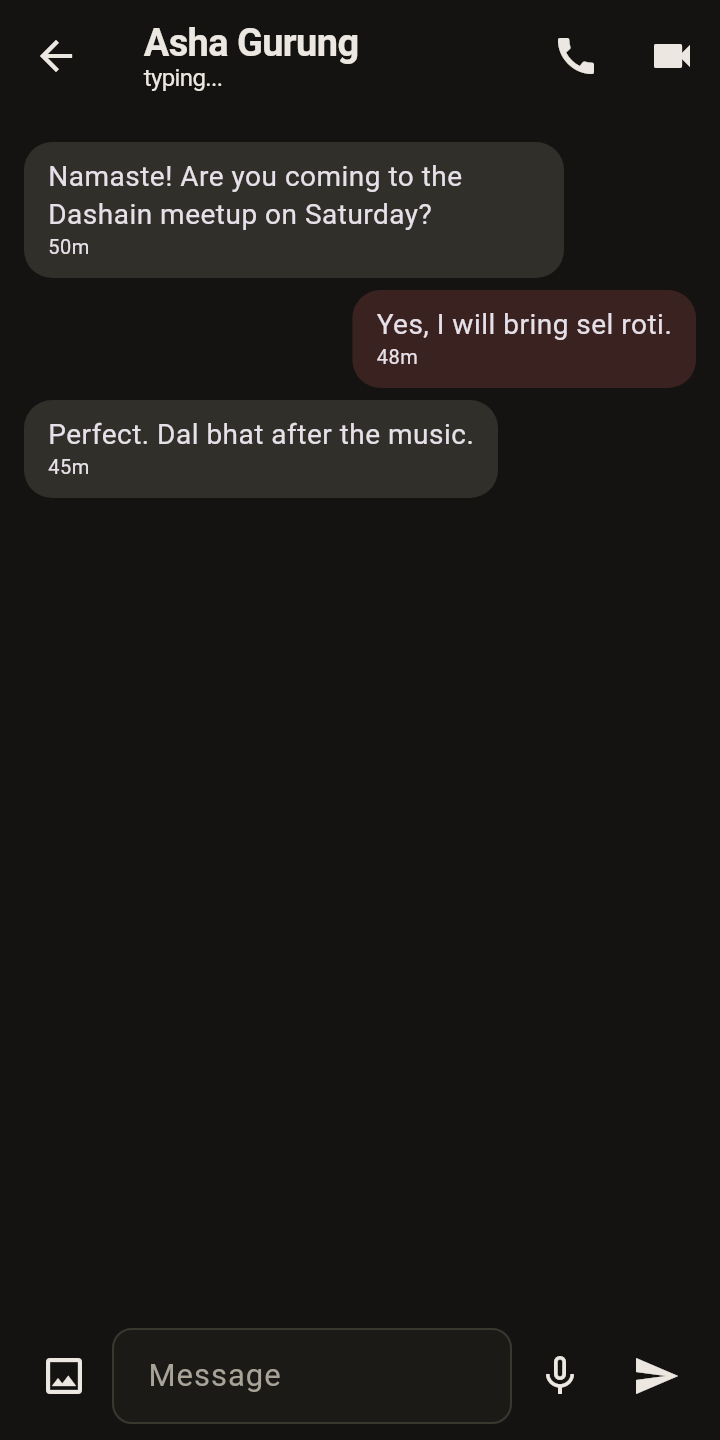 Asha Gurung
typing...
Namaste! Are you coming to the
Dashain meetup on Saturday?
50m
Yes, I will bring sel roti.
48m
Perfect. Dal bhat after the music.
45m
Message